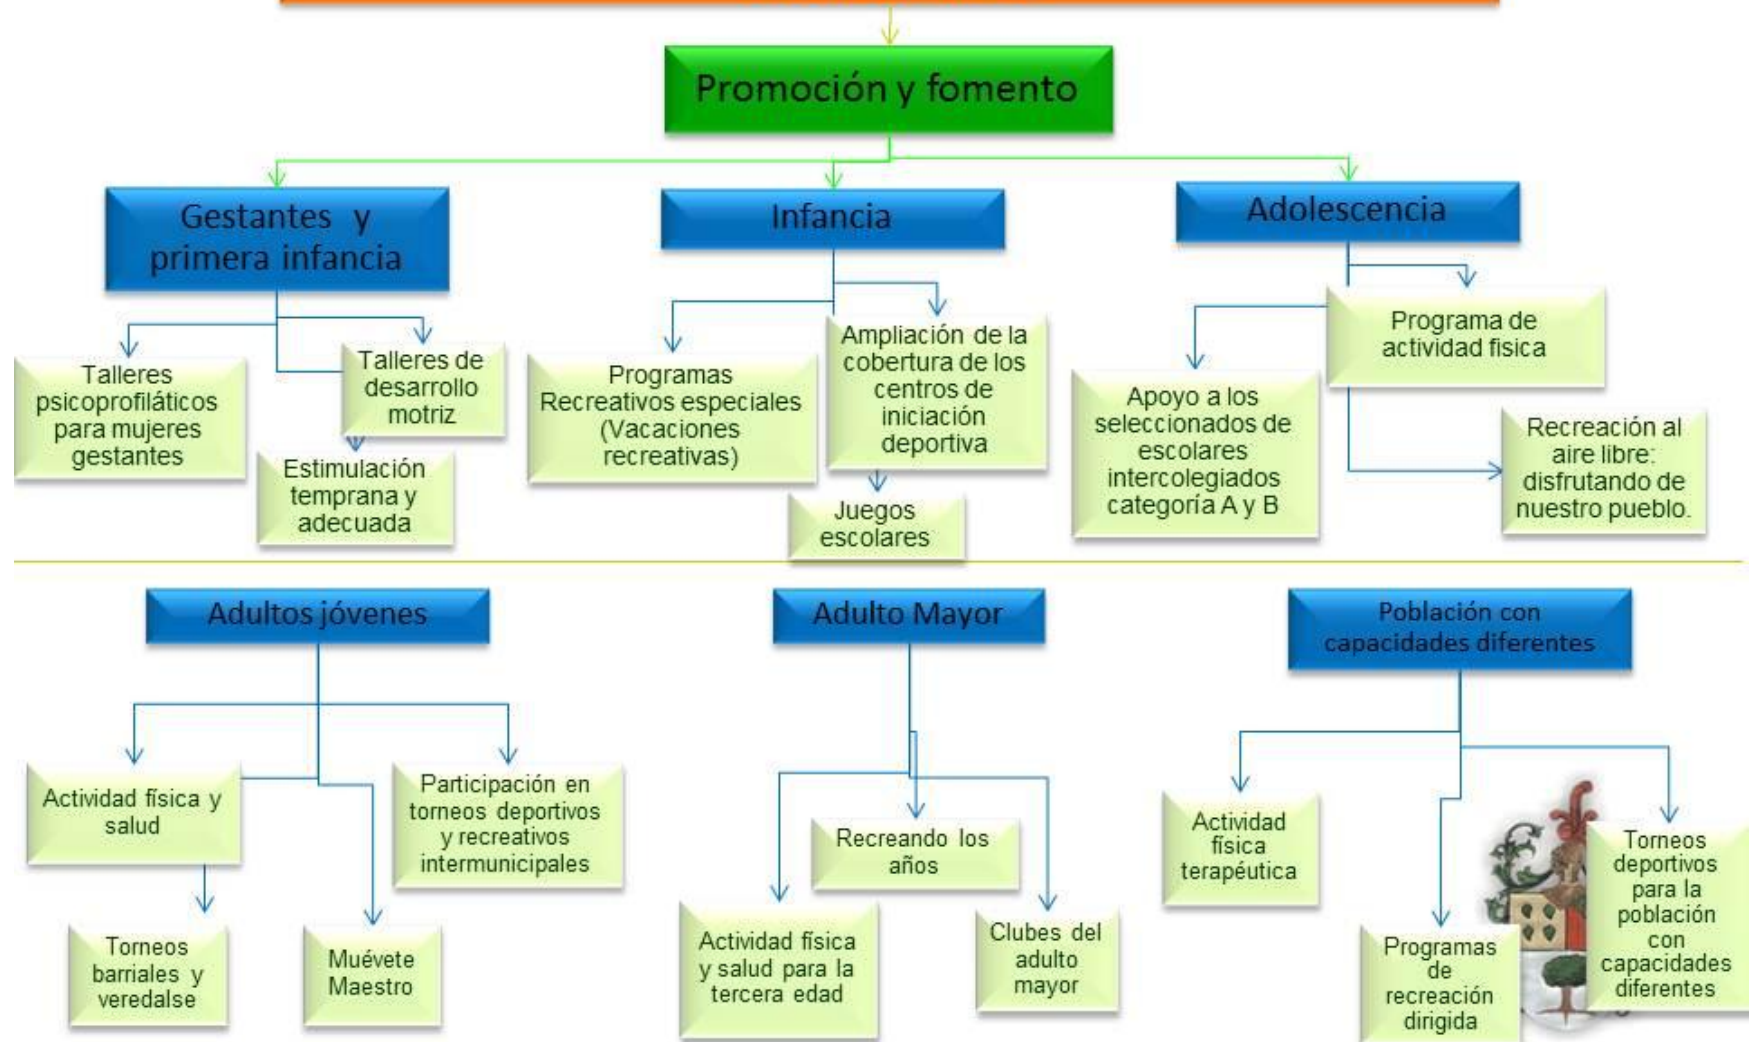 Promoción y fomento
Gestantes y
primera infancia
Infancia
Adolescencia
Talleres
psicoprofiláticos
para mujeres
gestantes
Talleres de
desarrollo
motriz
Estimulación
temprana y
adecuada
Programas
Recreativos especiales
(Vacaciones
recreativas)
Ampliación de la
cobertura de los
centros de
iniciación
deportiva
Juegos
escolares
Apoyo a los
seleccionados de
escolares
intercolegiados
categoría A y B
Programa de
actividad fisica
Recreación al
aire libre:
disfrutando de
nuestro pueblo.
Adultos jóvenes
Adulto Mayor
Población con
capacidades diferentes
Actividad física y
salud
Participación en
torneos deportivos
y recreativos
intermunicipales
Torneos
barriales y
veredalse
Muévete
Maestro
Recreando los
años
Actividad física
y salud para la
tercera edad
Clubes del
adulto
mayor
Actividad
física
terapéutica
Programas
de
recreación
dirigida
Torneos
deportivos
para la
población
con
capacidades
diferentes